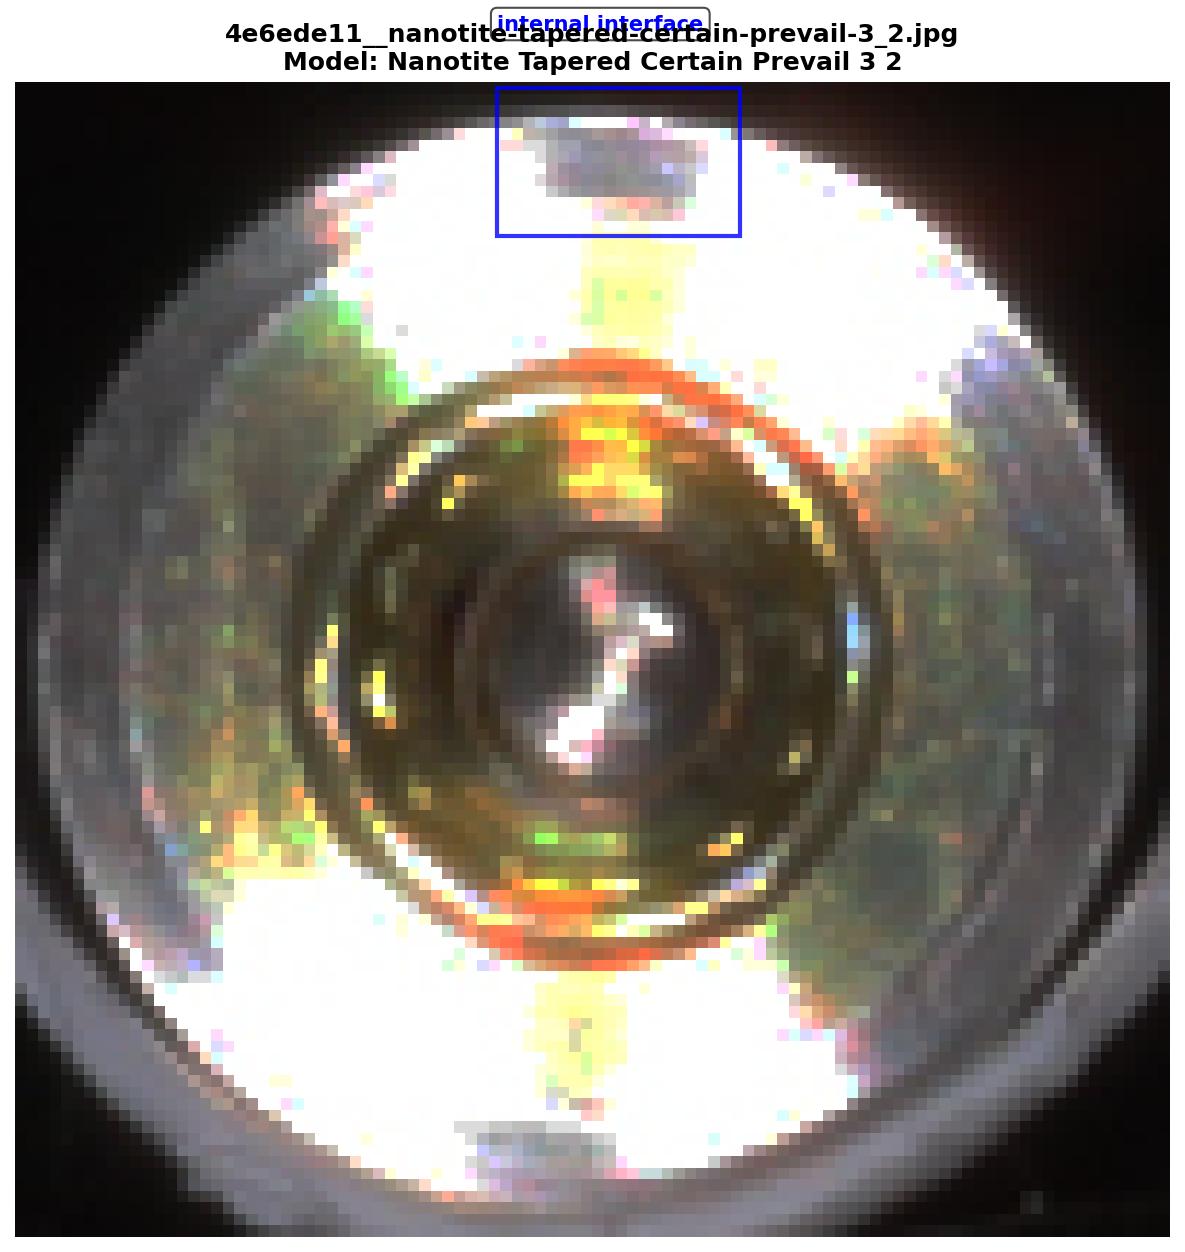 internal interface
4e6ede11__nanotite-tapered-certain-prevail-3_2.jpg
Model: Nanotite Tapered Certain Prevail 3 2